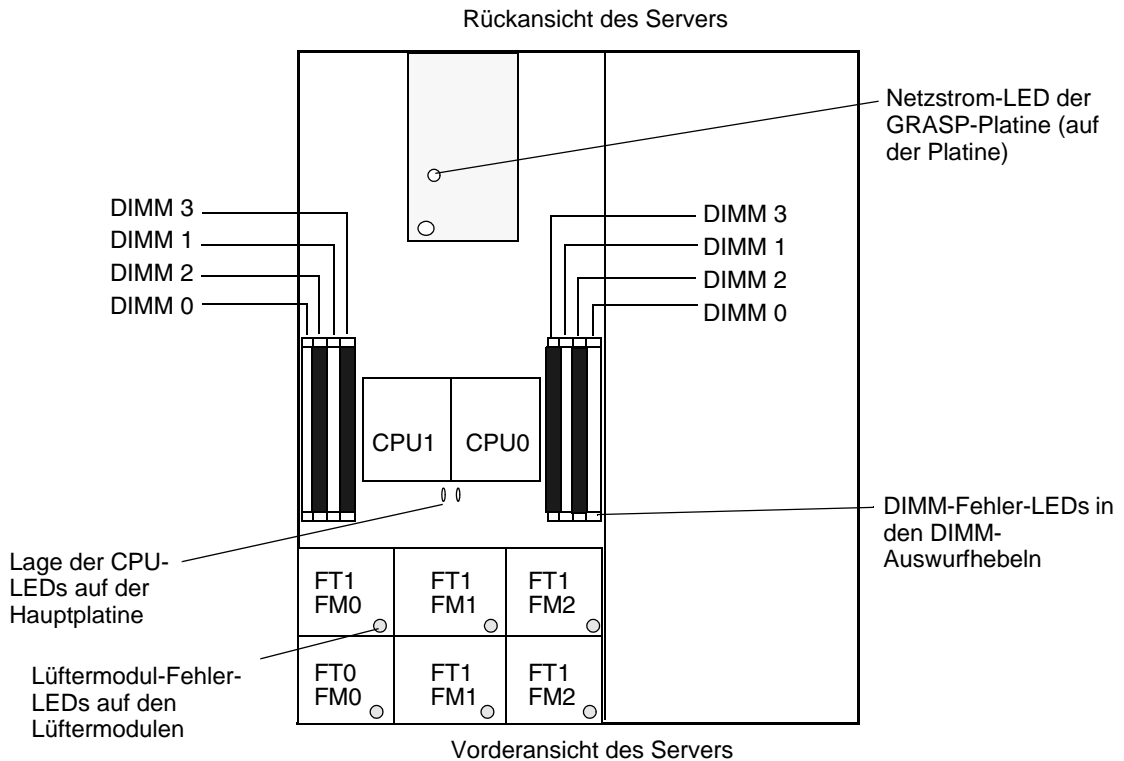 Rückansicht des Servers
Netzstrom-LED der
GRASP-Platine (auf
der Platine)
DIMM 3
DIMM 1
DIMM 2
DIMM 0
DIMM 3
DIMM 1
DIMM 2
DIMM 0
CPU1
CPU0
DIMM-Fehler-LEDs in
den DIMM-
Auswurfhebeln
Lage der CPU-
LEDs auf der
Hauptplatine
FT1
FM0
FT1
FM1
FT1
FM2
Lüftermodul-Fehler-
LEDs auf den
Lüftermodulen
FT0
FM0
FT1
FM1
FT1
FM2
Vorderansicht des Servers